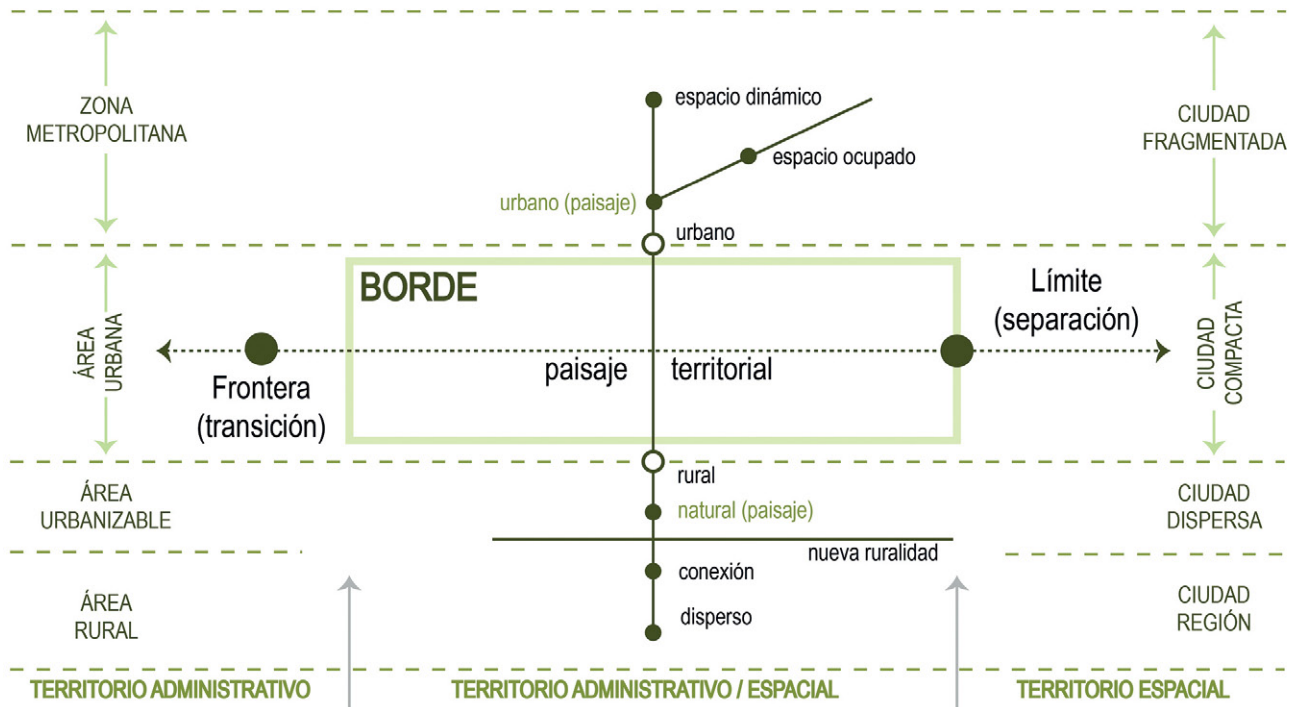 espacio dinámico
ZONA
METROPOLITANA
CIUDAD
FRAGMENTADA
espacio ocupado
urbano (paisaje)
urbano
BORDE
Límite
(separación)
ÁREA
URBANA
CIUDAD
COMPACTA
paisaje
territorial
Frontera
(transición)
rural
ÁREA
URBANIZABLE
natural (paisaje)
CIUDAD
DISPERSA
nueva ruralidad
conexión
ÁREA
RURAL
disperso
CIUDAD
REGIÓN
TERRITORIO ADMINISTRATIVO
TERRITORIO ADMINISTRATIVO / ESPACIAL
TERRITORIO ESPACIAL